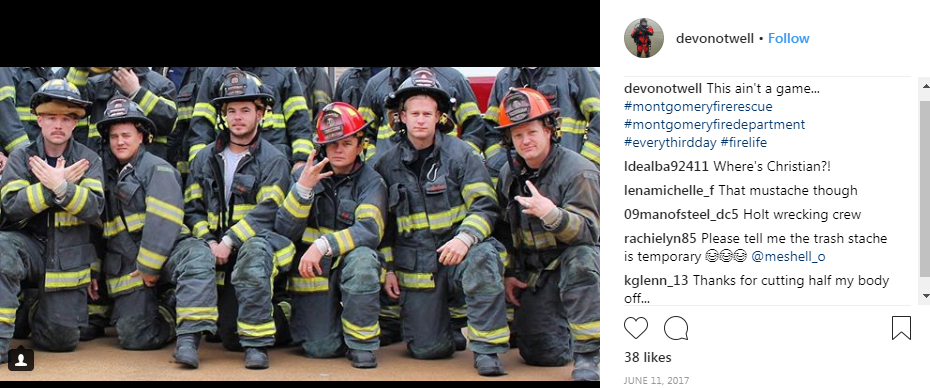 devonotwell • Follow
devonotwell This ain't a game...
#montgomeryfirerescue
#montgomeryfiredepartment
#everythirdday #firelife
ldealba92411 Where's Christian?!
lenamichelle_f That mustache though
09manofsteel_dc5 Holt wrecking crew
rachielyn85 Please tell me the trash stache
is temporary 😂😂😂 @meshell_o
kglenn_13 Thanks for cutting half my body
off...
38 likes
JUNE 11, 2017